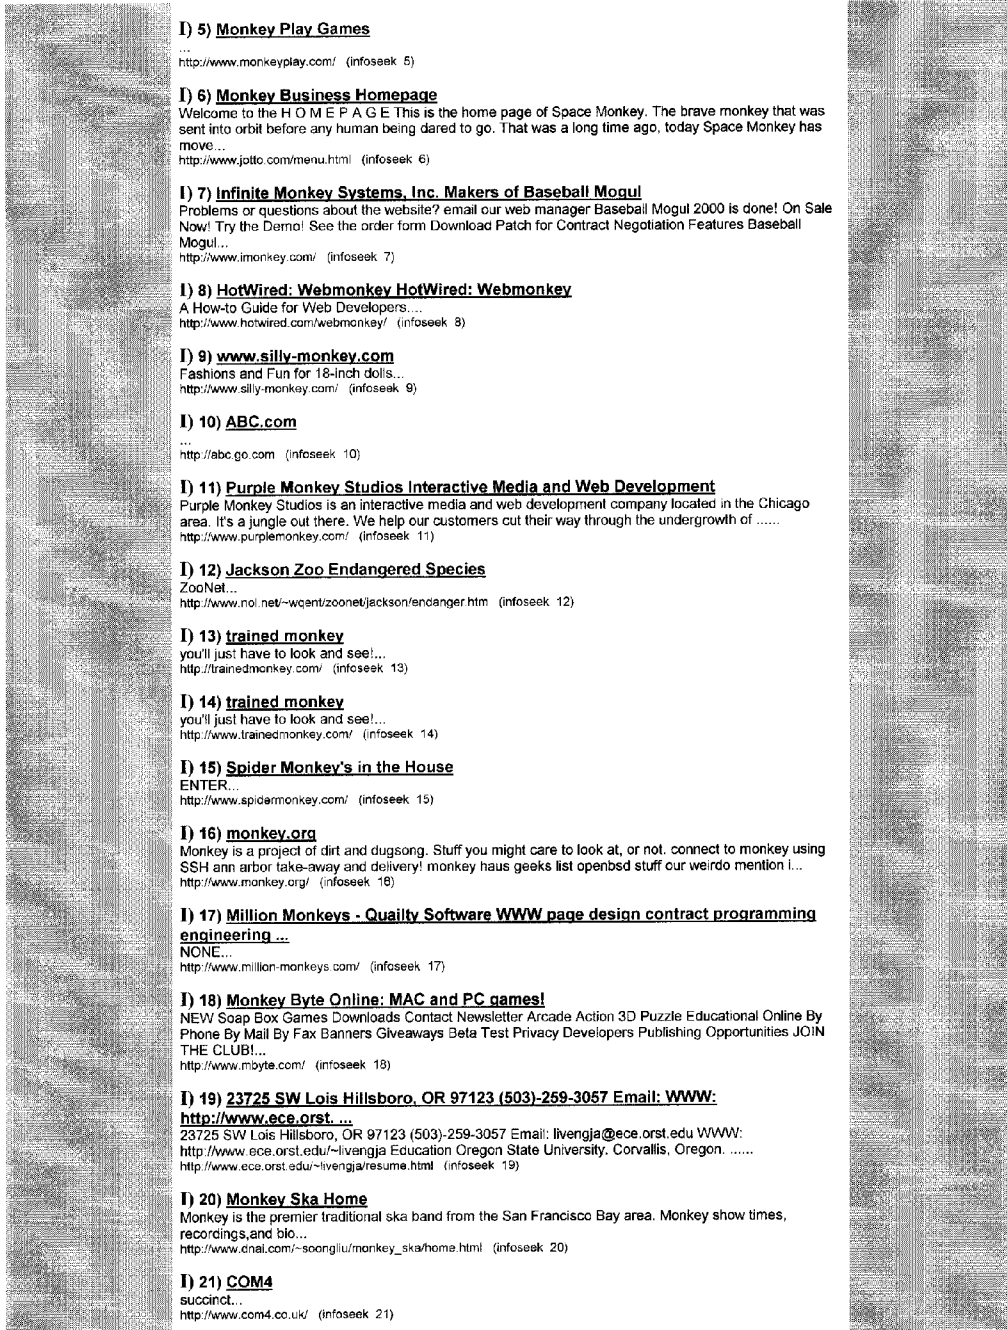 I) 5) Monkey Play Games
...
http://www.monkeyplay.com/ (infoseek 5)
I) 6) Monkey Business Homepage
Welcome to the H O M E P A G E This is the home page of Space Monkey. The brave monkey that was
sent into orbit before any human being dared to go. That was a long time ago, today Space Monkey has
move...
http://www.jotto.com/menu.html (infoseek 6)
I) 7) Infinite Monkey Systems, Inc. Makers of Baseball Mogul
Problems or questions about the website? email our web manager Baseball Mogul 2000 is done! On Sale
Now! Try the Demo! See the order form Download Patch for Contract Negotiation Features Baseball
Mogul...
http://www.imonkey.com/ (infoseek 7)
I) 8) HotWired: Webmonkey HotWired: Webmonkey
A How-to Guide for Web Developers....
http://www.hotwired.com/webmonkey/ (infoseek 8)
I) 9) www.silly-monkey.com
Fashions and Fun for 18-inch dolls...
http://www.silly-monkey.com/ (infoseek 9)
I) 10) ABC.com
...
http://abc.go.com (infoseek 10)
I) 11) Purple Monkey Studios Interactive Media and Web Development
Purple Monkey Studios is an interactive media and web development company located in the Chicago
area. It's a jungle out there. We help our customers cut their way through the undergrowth of ......
http://www.purplemonkey.com/ (infoseek 11)
I) 12) Jackson Zoo Endangered Species
ZooNet...
http://www.nol.net/~wqent/zoonet/jackson/endanger.htm (infoseek 12)
I) 13) trained monkey
you'll just have to look and see!...
http://trainedmonkey.com/ (infoseek 13)
I) 14) trained monkey
you'll just have to look and see!...
http://www.trainedmonkey.com/ (infoseek 14)
I) 15) Spider Monkey's in the House
ENTER...
http://www.spidermonkey.com/ (infoseek 15)
I) 16) monkey.org
Monkey is a project of dirt and dugsong. Stuff you might care to look at, or not. connect to monkey using
SSH ann arbor take-away and delivery! monkey haus geeks list openbsd stuff our weirdo mention i...
http://www.monkey.org/ (infoseek 16)
I) 17) Million Monkeys - Quailty Software WWW page design contract programming
engineering ...
NONE...
http://www.million-monkeys.com/ (infoseek 17)
I) 18) Monkey Byte Online: MAC and PC games!
NEW Soap Box Games Downloads Contact Newsletter Arcade Action 3D Puzzle Educational Online By
Phone By Mail By Fax Banners Giveaways Beta Test Privacy Developers Publishing Opportunities JOIN
THE CLUB!...
http://www.mbyte.com/ (infoseek 18)
I) 19) 23725 SW Lois Hillsboro, OR 97123 (503)-259-3057 Email: WWW:
http://www.ece.orst. ...
23725 SW Lois Hillsboro, OR 97123 (503)-259-3057 Email: livengja@ece.orst.edu WWW:
http://www.ece.orst.edu/~livengja Education Oregon State University. Corvallis, Oregon. ......
http://www.ece.orst.edu/~livengja/resume.html (infoseek 19)
I) 20) Monkey Ska Home
Monkey is the premier traditional ska band from the San Francisco Bay area. Monkey show times,
recordings,and bio...
http://www.dnai.com/~soongliu/monkey_ska/home.html (infoseek 20)
I) 21) COM4
succinct...
http://www.com4.co.uk/ (infoseek 21)